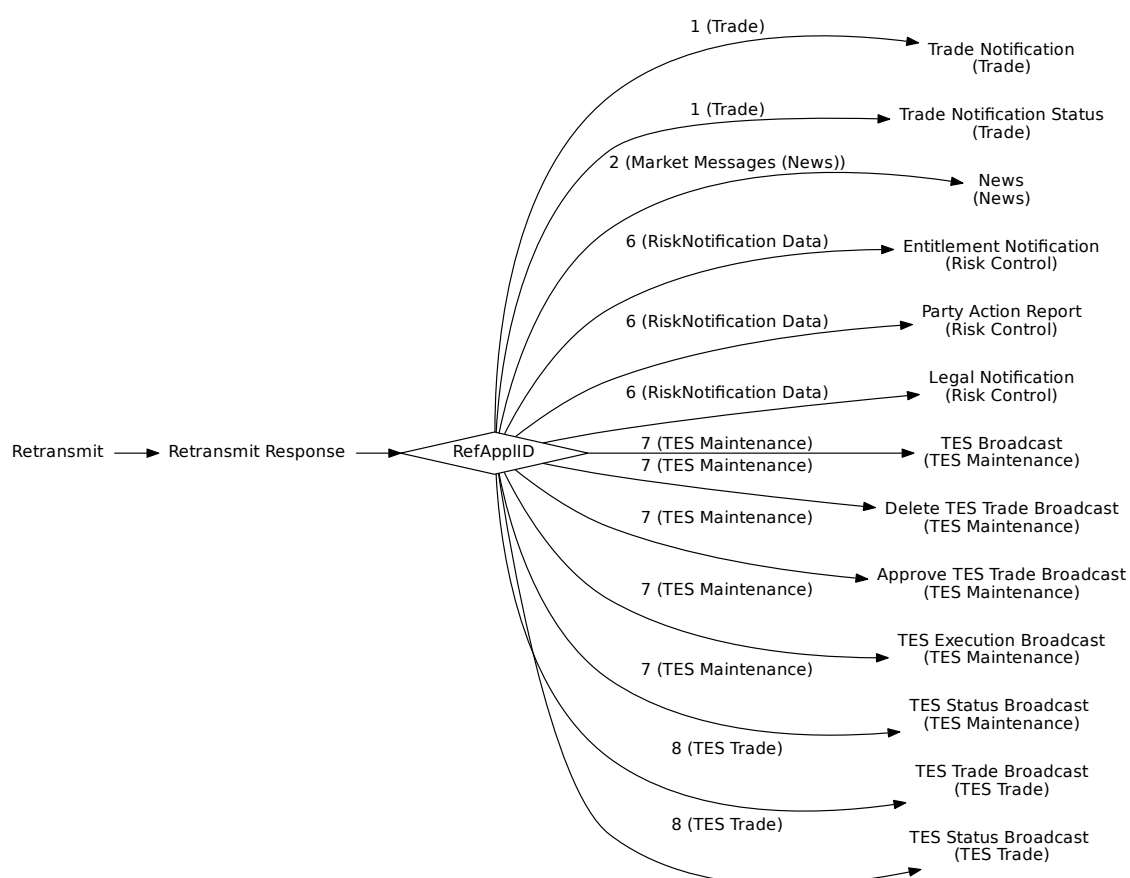 1 (Trade)
Trade Notification
(Trade)
1 (Trade)
Trade Notification Status
(Trade)
2 (Market Messages (News))
News
(News)
6 (RiskNotification Data)
Entitlement Notification
(Risk Control)
6 (RiskNotification Data)
Party Action Report
(Risk Control)
6 (RiskNotification Data)
Legal Notification
(Risk Control)
Retransmit
Retransmit Response
RefApplID
7 (TES Maintenance)
TES Broadcast
(TES Maintenance)
7 (TES Maintenance)
Delete TES Trade Broadcast
(TES Maintenance)
7 (TES Maintenance)
Approve TES Trade Broadcast
(TES Maintenance)
7 (TES Maintenance)
TES Execution Broadcast
(TES Maintenance)
7 (TES Maintenance)
TES Status Broadcast
(TES Maintenance)
8 (TES Trade)
TES Trade Broadcast
(TES Trade)
8 (TES Trade)
TES Status Broadcast
(TES Trade)